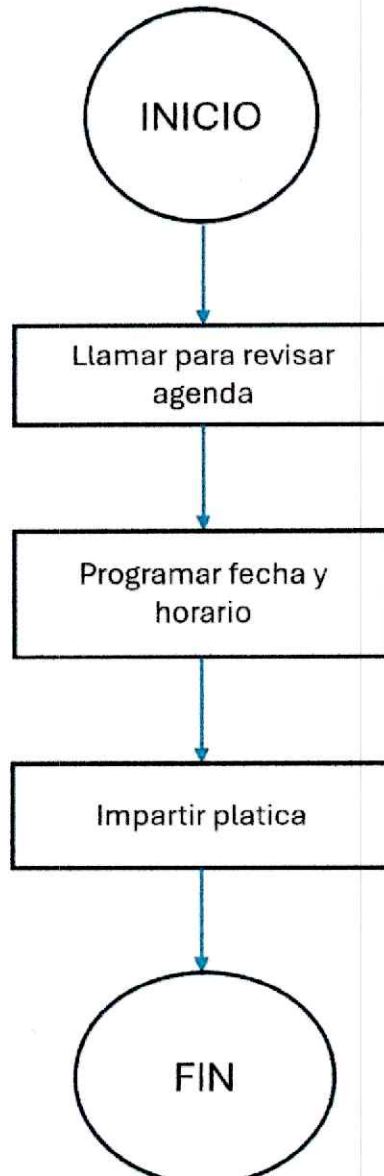 INICIO
Llamar para revisar
agenda
Programar fecha y
horario
Impartir platica
FIN